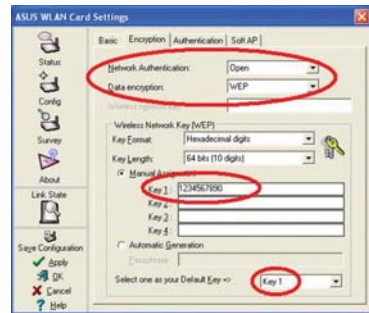 ASUS WLAN Card Settings
Status
Config
Survey
About
Link State
Save Configuration
Apply
OK
Cancel
Help
Basic Encryption Authentication Soft AP
Network Authentication: Open
Data encryption: WEP
Wireless Network Key (WEP)
Key Format: Hexadecimal digits
Key Length: 64 bits (10 digits)
Manual Assignment
Key 1: 1234567890
Key 2:
Key 3:
Key 4:
Automatic Generation
Passphrase:
Select one as your Default Key => Key 1